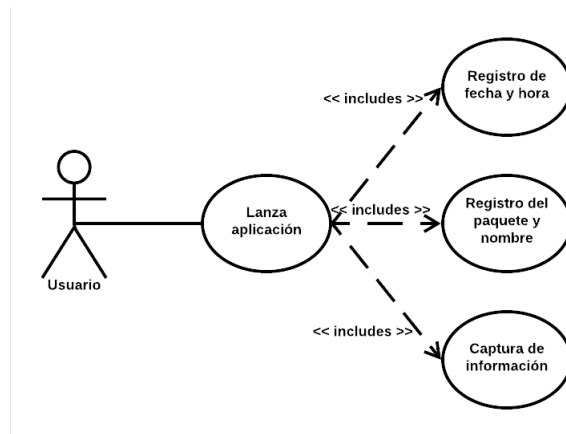 Registro de
fecha y hora
<< includes >>
Lanza
aplicación
<< includes >>
Registro del
paquete y
nombre
Usuario
<< includes >>
Captura de
información